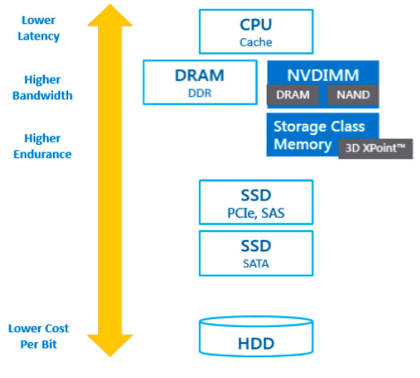 Lower
Latency
Higher
Bandwidth
Higher
Endurance
Lower Cost
Per Bit
CPU
Cache
DRAM
DDR
NVDIMM
DRAM NAND
Storage Class
Memory
3D XPoint™
SSD
PCIe, SAS
SSD
SATA
HDD